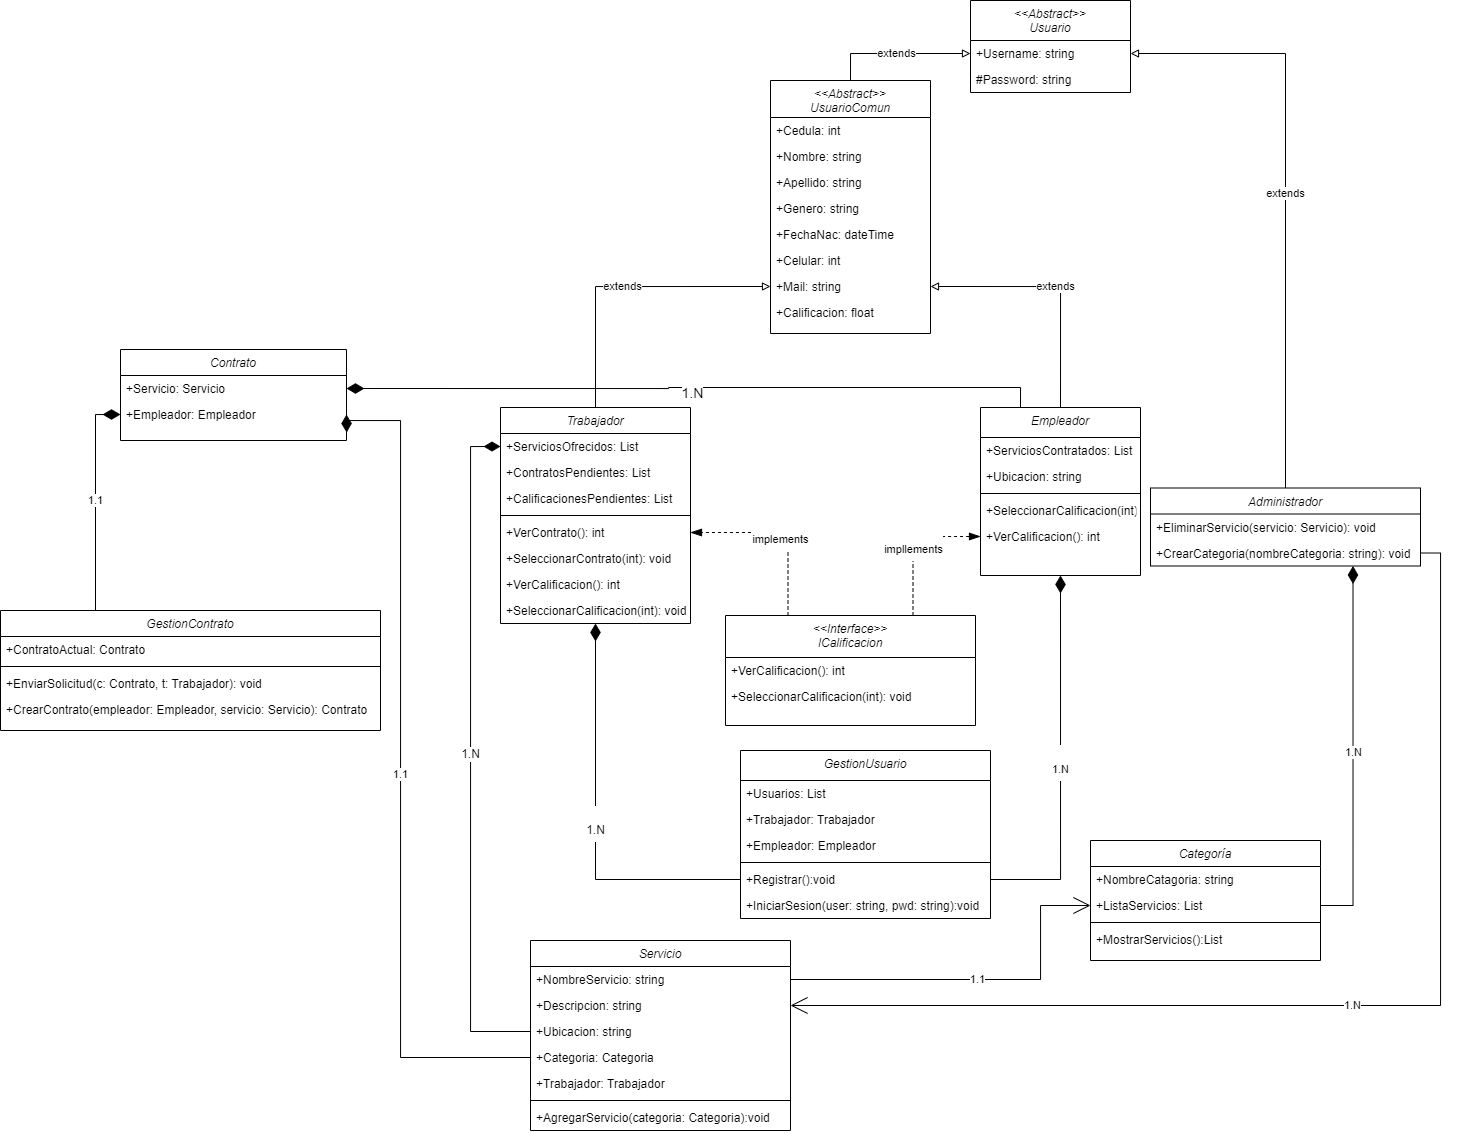 <<Abstract>>
Usuario
+Username: string
#Password: string
extends
extends
<<Abstract>>
UsuarioComun
+Cedula: int
+Nombre: string
+Apellido: string
+Genero: string
+FechaNac: dateTime
+Celular: int
+Mail: string
+Calificacion: float
extends
extends
Contrato
+Servicio: Servicio
+Empleador: Empleador
1.N
1.1
Trabajador
+ServiciosOfrecidos: List
+ContratosPendientes: List
+CalificacionesPendientes: List
+VerContrato(): int
+SeleccionarContrato(int): void
+VerCalificacion(): int
+SeleccionarCalificacion(int): void
Empleador
+ServiciosContratados: List
+Ubicacion: string
+SeleccionarCalificacion(int)
+VerCalificacion(): int
Administrador
+EliminarServicio(servicio: Servicio): void
+CrearCategoria(nombreCategoria: string): void
implements
impllements
GestionContrato
+ContratoActual: Contrato
+EnviarSolicitud(c: Contrato, t: Trabajador): void
+CrearContrato(empleador: Empleador, servicio: Servicio): Contrato
<<Interface>>
ICalificacion
+VerCalificacion(): int
+SeleccionarCalificacion(int): void
1.1
1.N
1.N
1.N
1.N
GestionUsuario
+Usuarios: List
+Trabajador: Trabajador
+Empleador: Empleador
+Registrar():void
+IniciarSesion(user: string, pwd: string):void
Categoría
+NombreCatagoria: string
+ListaServicios: List
+MostrarServicios():List
Servicio
+NombreServicio: string
+Descripcion: string
+Ubicacion: string
+Categoria: Categoria
+Trabajador: Trabajador
+AgregarServicio(categoria: Categoria):void
1.1
1.N